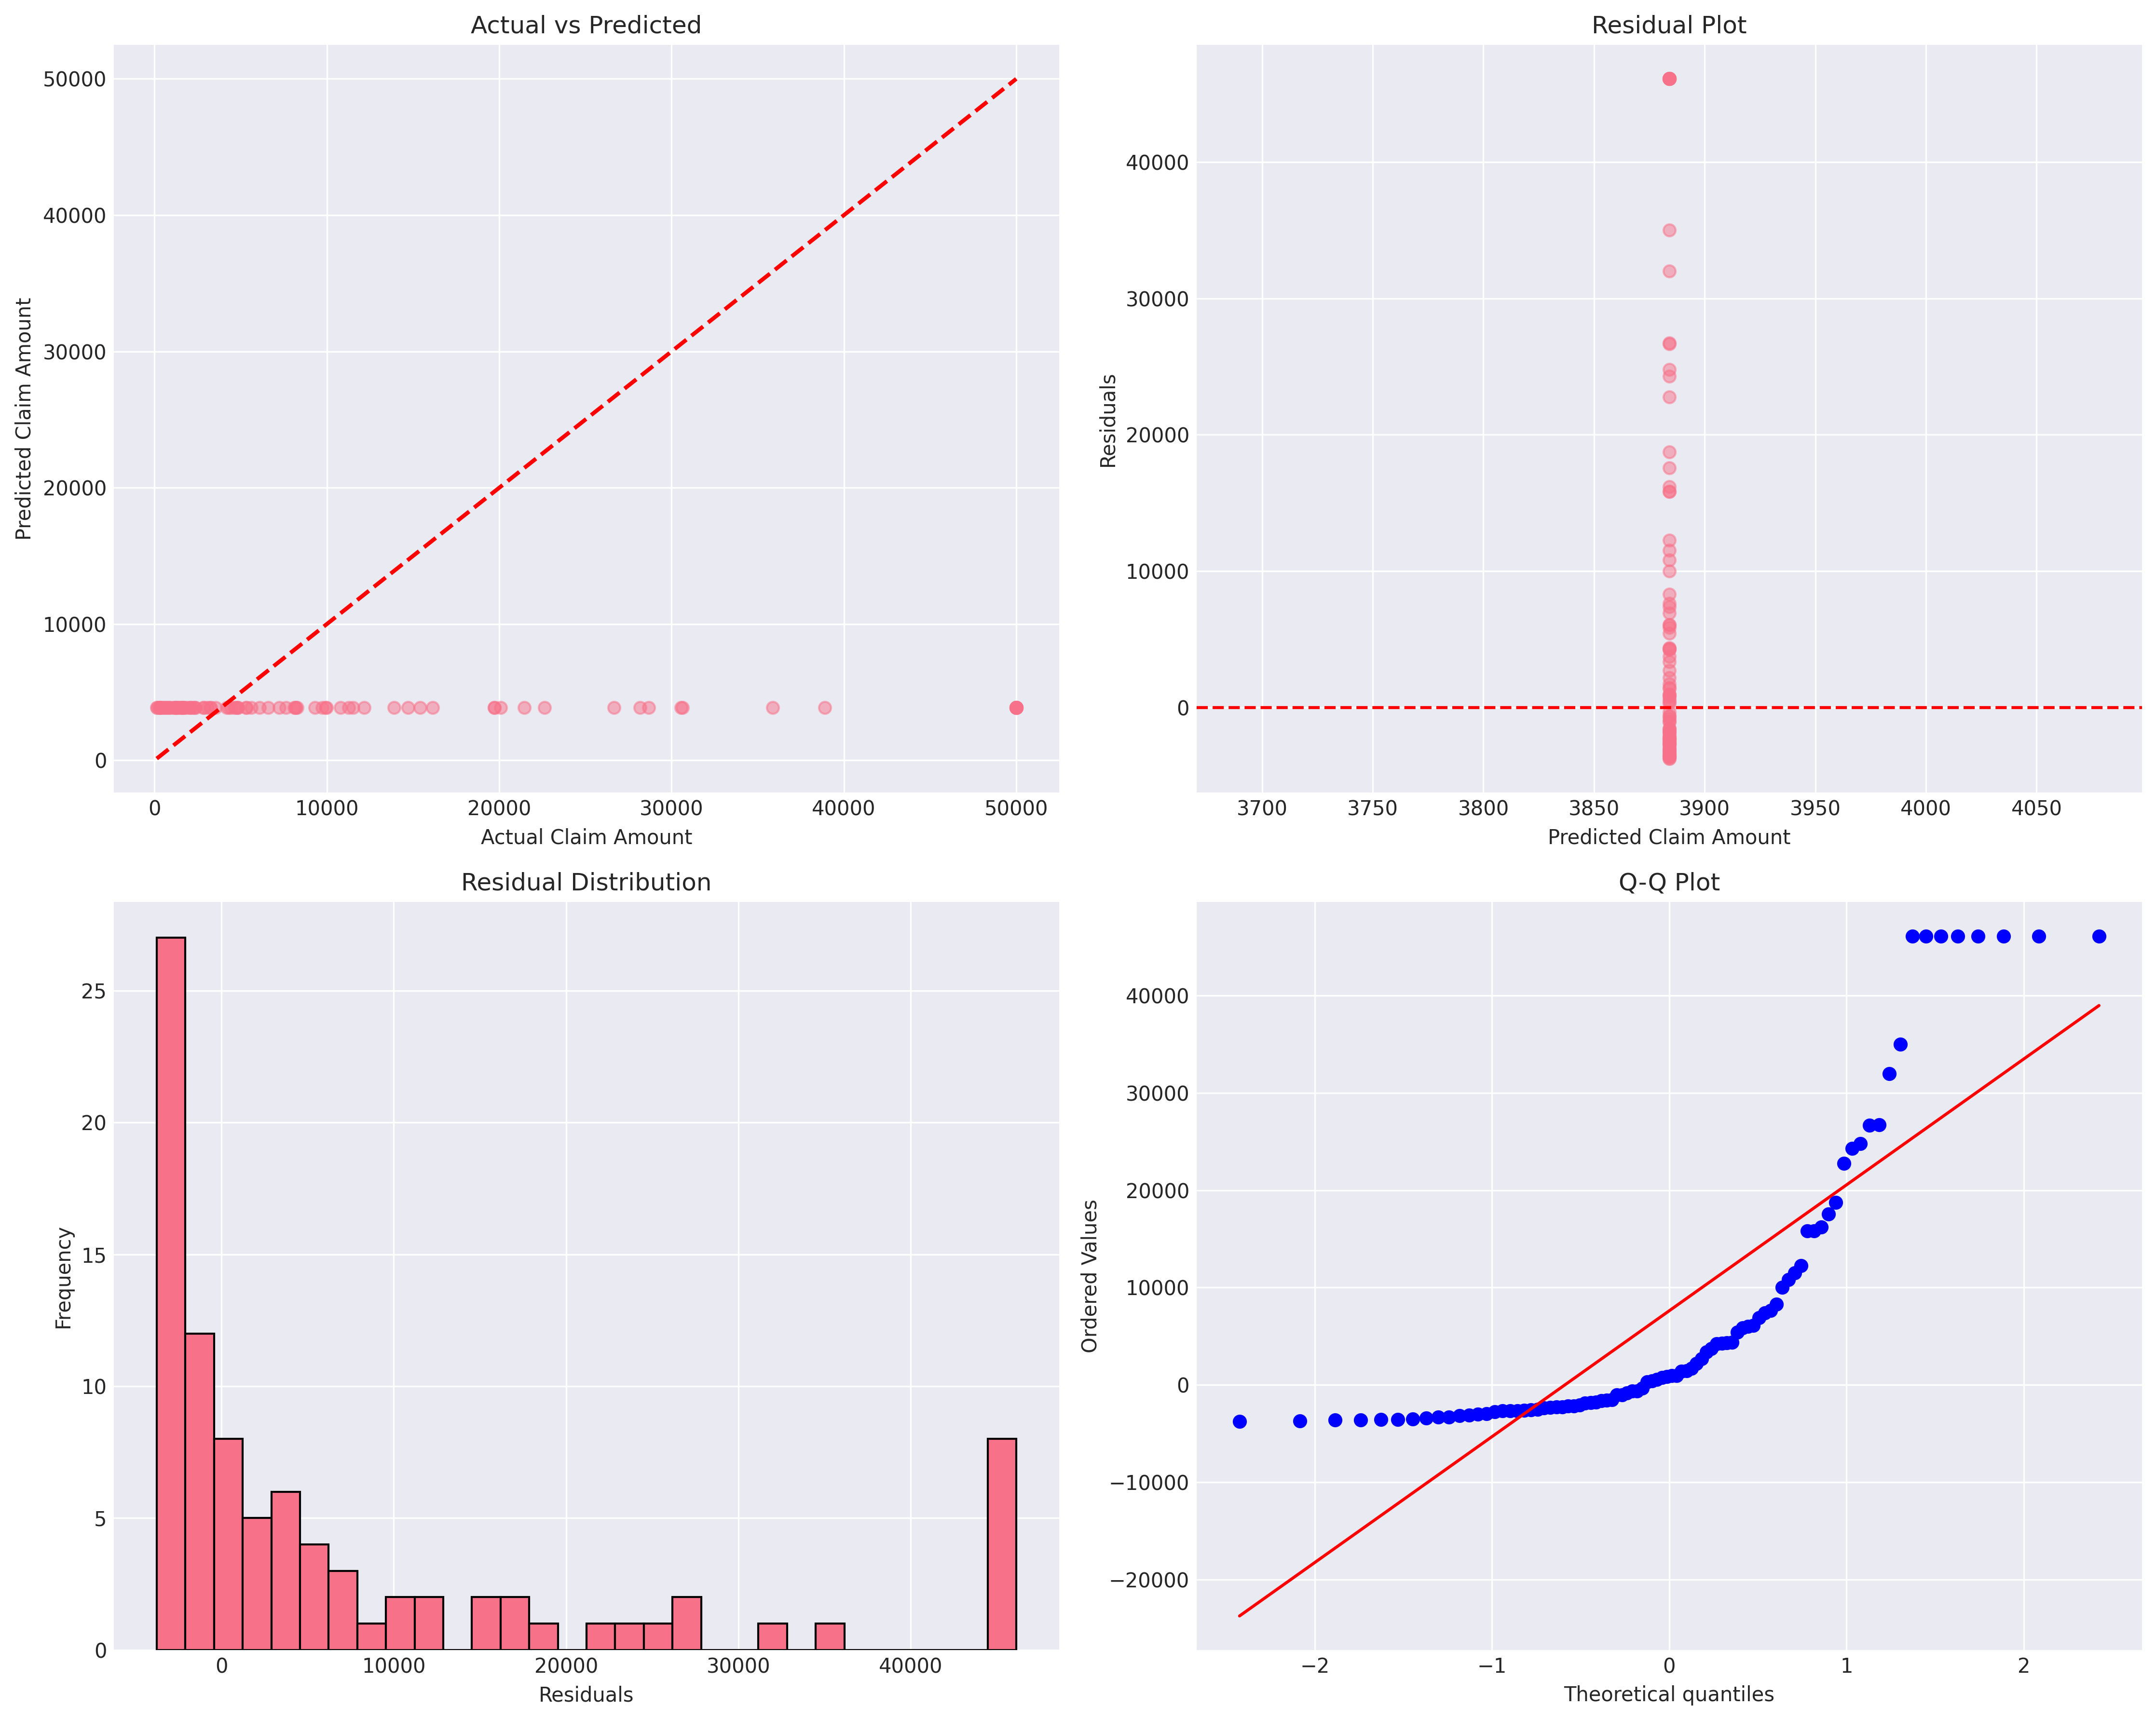 Actual vs Predicted
50000
40000
30000
20000
10000
0
Predicted Claim Amount
0 10000 20000 30000 40000 50000
Actual Claim Amount
Residual Plot
40000
30000
20000
10000
0
Residuals
3700 3750 3800 3850 3900 3950 4000 4050
Predicted Claim Amount
Residual Distribution
25
20
15
10
5
0
Frequency
0 10000 20000 30000 40000
Residuals
Q-Q Plot
40000
30000
20000
10000
0
−10000
−20000
Ordered Values
−2 −1 0 1 2
Theoretical quantiles